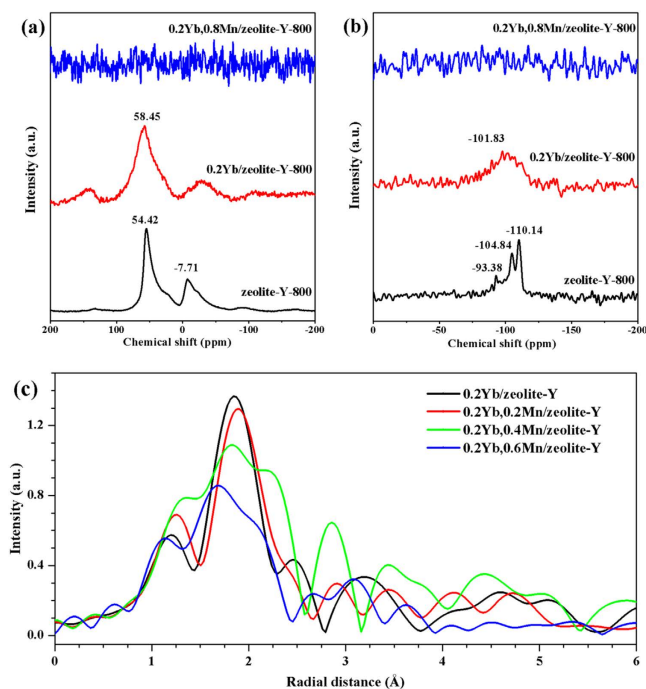 (a)
0.2Yb,0.8Mn/zeolite-Y-800
58.45
0.2Yb/zeolite-Y-800
54.42
-7.71
zeolite-Y-800
Intensity (a.u.)
200 100 0 -100 -200
Chemical shift (ppm)
(b)
0.2Yb,0.8Mn/zeolite-Y-800
-101.83
0.2Yb/zeolite-Y-800
-110.14
-104.84
-93.38
zeolite-Y-800
Intensity (a.u.)
0 -50 -100 -150 -200
Chemical shift (ppm)
(c)
0.2Yb/zeolite-Y
0.2Yb,0.2Mn/zeolite-Y
0.2Yb,0.4Mn/zeolite-Y
0.2Yb,0.6Mn/zeolite-Y
Intensity (a.u.)
1.2
0.8
0.4
0.0
0 1 2 3 4 5 6
Radial distance (Å)